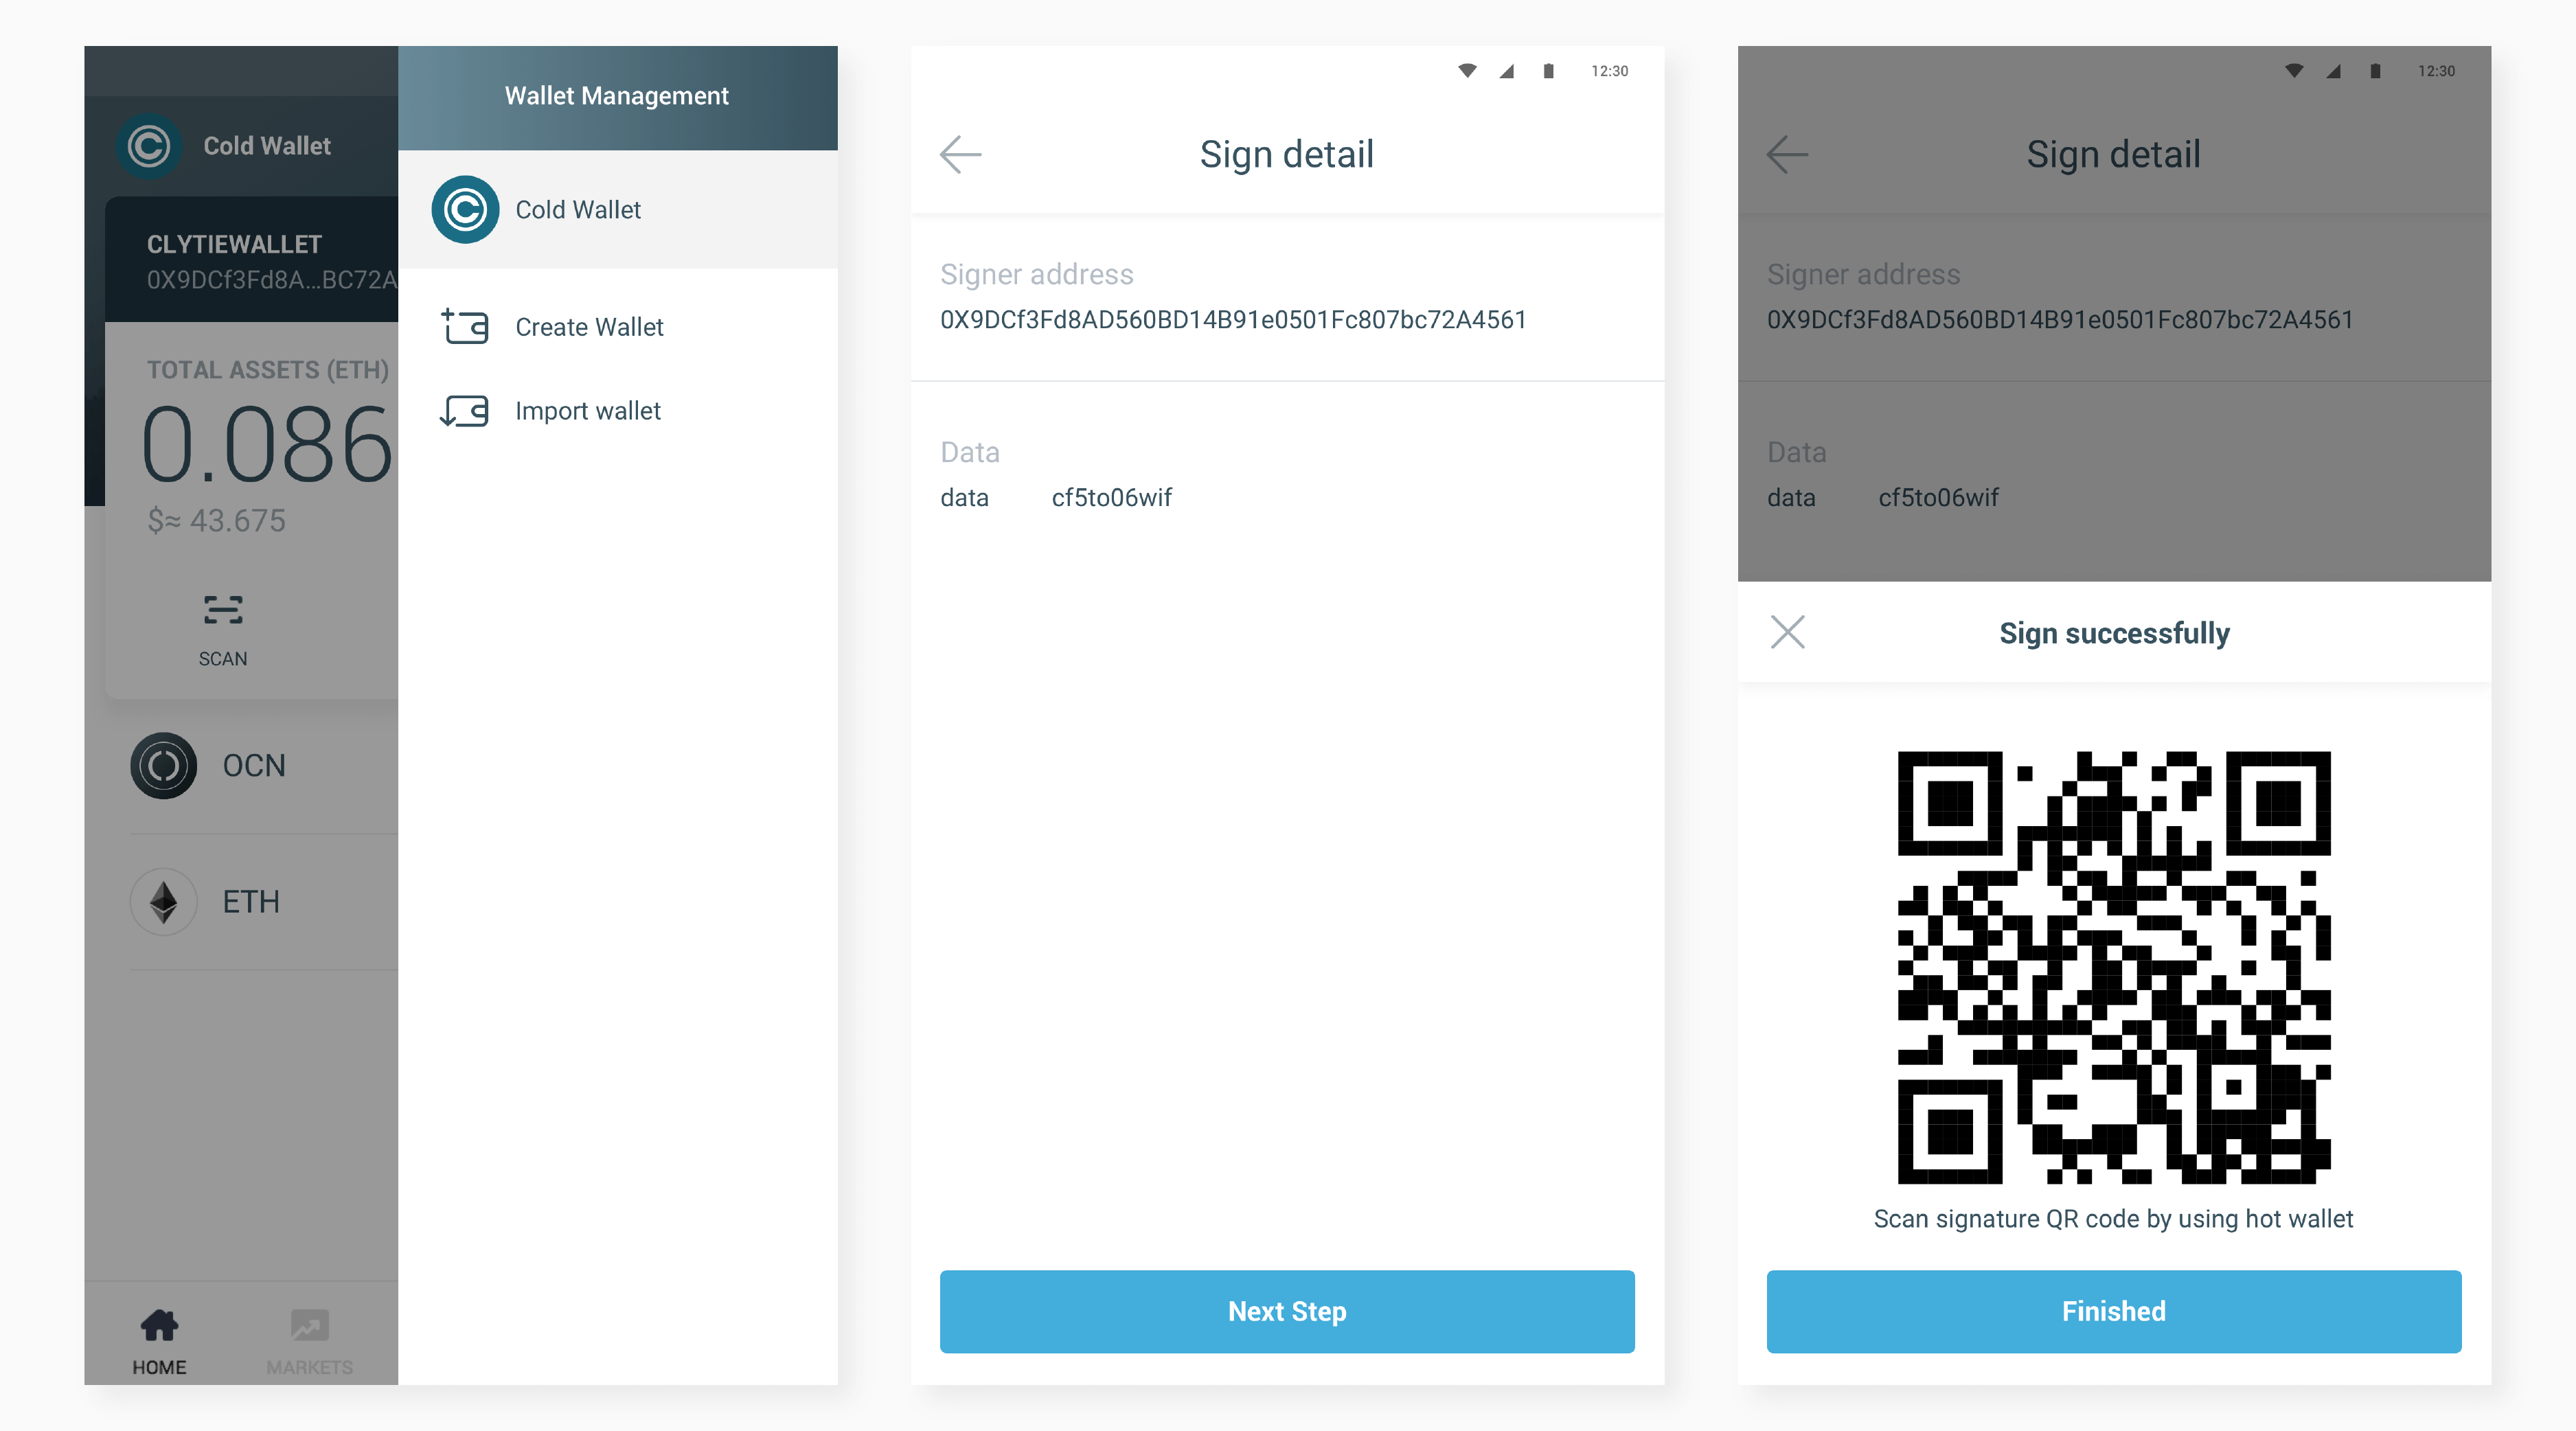 Wallet Management
Cold Wallet
Cold Wallet
CLYTIEWALLET
0X9DCf3Fd8A...BC72A
Create Wallet
Import wallet
TOTAL ASSETS (ETH)
0.086
$≈ 43.675
SCAN
OCN
ETH
HOME
MARKETS
12:30
Sign detail
Signer address
0X9DCf3Fd8AD560BD14B91e0501Fc807bc72A4561
Data
data cf5to06wif
Next Step
12:30
Sign detail
Signer address
0X9DCf3Fd8AD560BD14B91e0501Fc807bc72A4561
Data
data cf5to06wif
Sign successfully
Scan signature QR code by using hot wallet
Finished